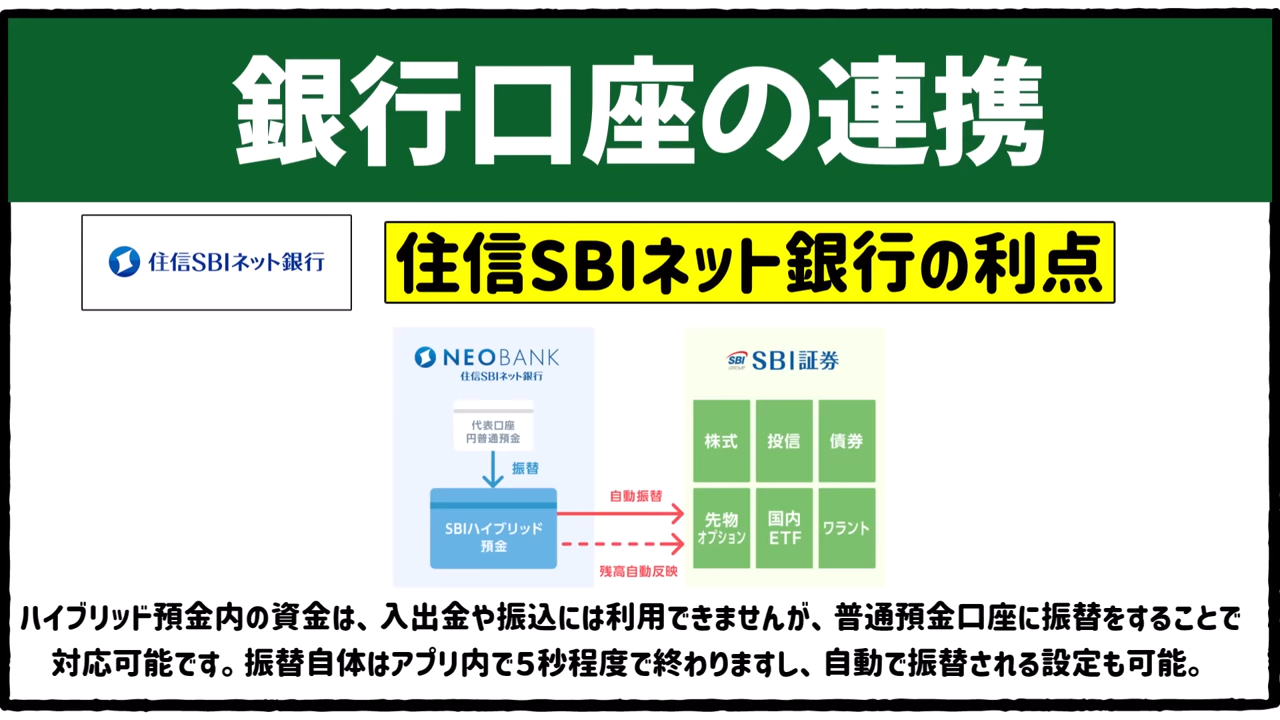 銀行口座の連携
住信SBIネット銀行
住信SBIネット銀行の利点
NEOBANK
住信SBIネット銀行
代表口座
円普通預金
振替
SBIハイブリッド
預金
自動振替
残高自動反映
SBI
GROUP
SBI証券
株式
投信
債券
先物
オプション
国内
ETF
ワラント
ハイブリッド預金内の資金は、入出金や振込には利用できませんが、普通預金口座に振替をすることで
対応可能です。振替自体はアプリ内で5秒程度で終わりますし、自動で振替される設定も可能。